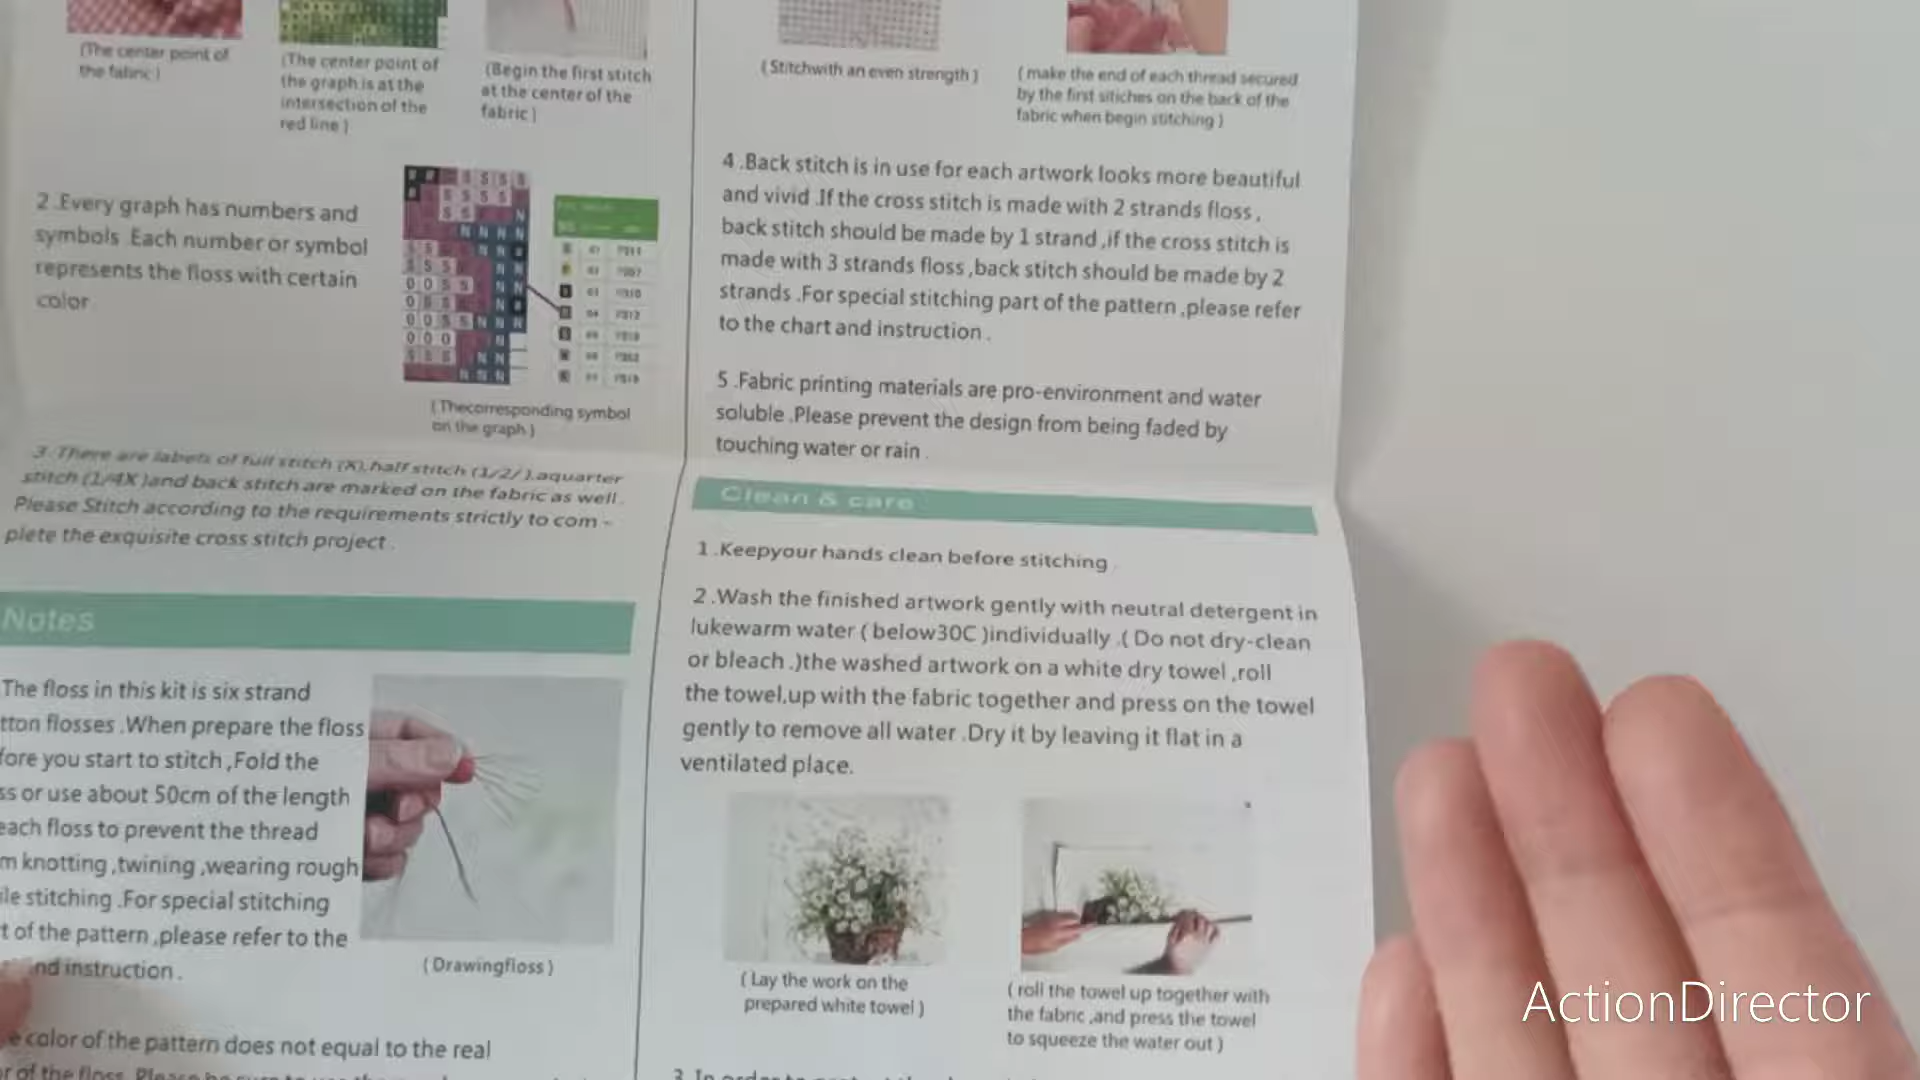 (The center point of
the fabric)
(The center point of
the graph is at the
intersection of the
red line)
(Begin the first stitch
at the center of the
fabric)
2.Every graph has numbers and
symbols.Each number or symbol
represents the floss with certain
color
(Thecorresponding symbol
on the graph)
3.There are labels of full stitch (X),half stitch (1/2/),aquarter
stitch (1/4X)and back stitch are marked on the fabric as well.
Please Stitch according to the requirements strictly to com-
plete the exquisite cross stitch project.
Notes
The floss in this kit is six strand
tton flosses.When prepare the floss
fore you start to stitch,Fold the
ss or use about 50cm of the length
each floss to prevent the thread
m knotting,twining,wearing rough
ile stitching.For special stitching
t of the pattern,please refer to the
nd instruction.
(Drawingfloss)
e color of the pattern does not equal to the real
(Stitchwith an even strength)
(make the end of each thread secured
by the first stitiches on the back of the
fabric when begin stitching)
4.Back stitch is in use for each artwork looks more beautiful
and vivid.If the cross stitch is made with 2 strands floss,
back stitch should be made by 1 strand,if the cross stitch is
made with 3 strands floss,back stitch should be made by 2
strands.For special stitching part of the pattern,please refer
to the chart and instruction.
5.Fabric printing materials are pro-environment and water
soluble.Please prevent the design from being faded by
touching water or rain.
Clean & care
1.Keepyour hands clean before stitching.
2.Wash the finished artwork gently with neutral detergent in
lukewarm water (below30C)individually.(Do not dry-clean
or bleach.)the washed artwork on a white dry towel,roll
the towel,up with the fabric together and press on the towel
gently to remove all water.Dry it by leaving it flat in a
ventilated place.
(Lay the work on the
prepared white towel)
(roll the towel up together with
the fabric,and press the towel
to squeeze the water out)
ActionDirector